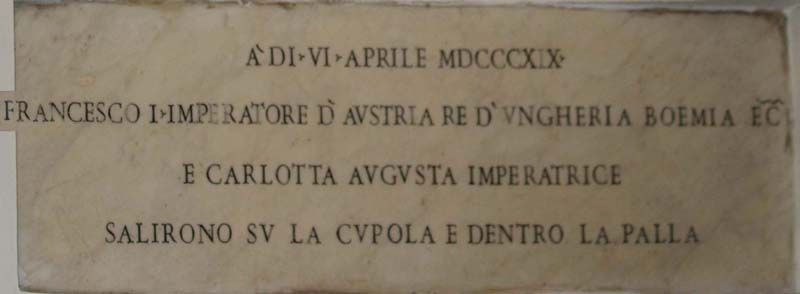 À DI · VI · APRILE MDCCCXIX ·
FRANCESCO I · IMPERATORE D' AVSTRIA RE D' VNGHERIA BOEMIA EC̃
E CARLOTTA AVGVSTA IMPERATRICE
SALIRONO SV LA CVPOLA E DENTRO LA PALLA